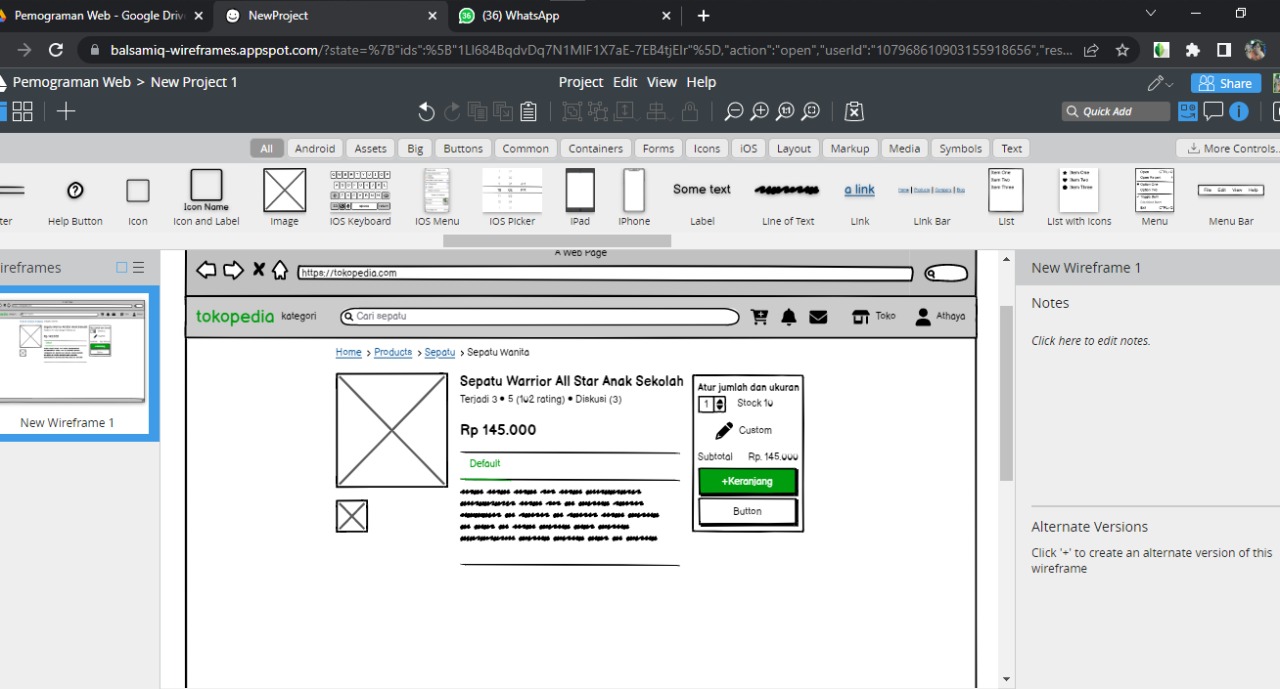 Pemograman Web - Google Driv
NewProject
(36) WhatsApp
balsamiq-wireframes.appspot.com/?state=%7B"ids":%5B"1LI684BqdvDq7N1MIF1X7aE-7EB4tjEIr"%5D,"action":"open","userId":"107968610903155918656","res...
Pemograman Web > New Project 1
Project Edit View Help
Share
Quick Add
All Android Assets Big Buttons Common Containers Forms Icons iOS Layout Markup Media Symbols Text
More Controls..
Icon Name
Some text
a link
ter Help Button Icon Icon and Label Image iOS Keyboard iOS Menu iOS Picker iPad iPhone Label Line of Text Link Link Bar List List with Icons Menu Menu Bar
ireframes
New Wireframe 1
A Web Page
https://tokopedia.com
tokopedia kategori
Cari sepatu
Toko
Athaya
Home > Products > Sepatu > Sepatu Wanita
Sepatu Warrior All Star Anak Sekolah
Terjadi 3 • 5 (102 rating) • Diskusi (3)
Rp 145.000
Default
Atur jumlah dan ukuran
1 Stock 10
Custom
Subtotal Rp. 145.000
+Keranjang
Button
New Wireframe 1
Notes
Click here to edit notes.
Alternate Versions
Click '+' to create an alternate version of this
wireframe